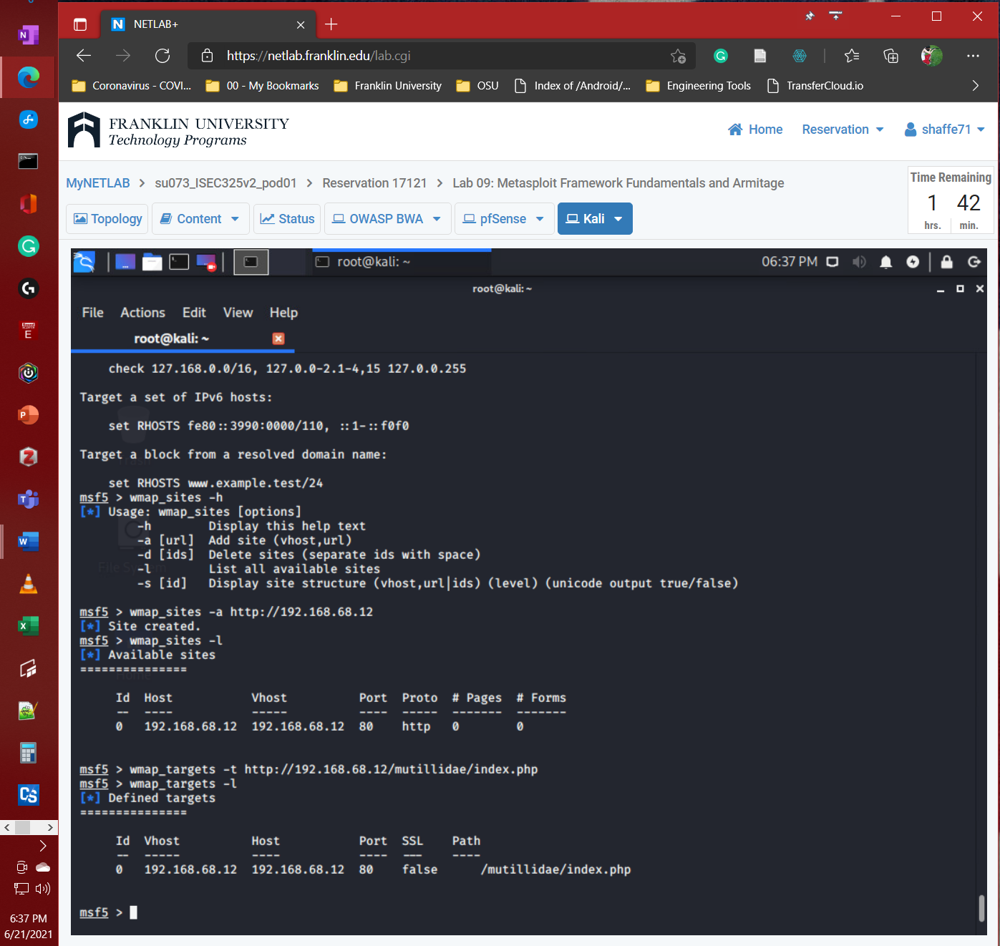 NETLAB+
https://netlab.franklin.edu/lab.cgi
Coronavirus - COVI... 00 - My Bookmarks Franklin University OSU Index of /Android/... Engineering Tools TransferCloud.io
FRANKLIN UNIVERSITY
Technology Programs
Home Reservation shaffe71
MyNETLAB > su073_ISEC325v2_pod01 > Reservation 17121 > Lab 09: Metasploit Framework Fundamentals and Armitage
Time Remaining
1 42
hrs. min.
Topology Content Status OWASP BWA pfSense Kali
root@kali: ~ 06:37 PM
root@kali: ~
File Actions Edit View Help
root@kali: ~
check 127.168.0.0/16, 127.0.0-2.1-4,15 127.0.0.255
Target a set of IPv6 hosts:
set RHOSTS fe80::3990:0000/110, ::1-::f0f0
Target a block from a resolved domain name:
set RHOSTS www.example.test/24
msf5 > wmap_sites -h
[*] Usage: wmap_sites [options]
-h Display this help text
-a [url] Add site (vhost,url)
-d [ids] Delete sites (separate ids with space)
-l List all available sites
-s [id] Display site structure (vhost,url|ids) (level) (unicode output true/false)
msf5 > wmap_sites -a http://192.168.68.12
[*] Site created.
msf5 > wmap_sites -l
[*] Available sites
===============
Id Host Vhost Port Proto # Pages # Forms
-- ---- ----- ---- ----- ------- -------
0 192.168.68.12 192.168.68.12 80 http 0 0
msf5 > wmap_targets -t http://192.168.68.12/mutillidae/index.php
msf5 > wmap_targets -l
[*] Defined targets
===============
Id Vhost Host Port SSL Path
-- ----- ---- ---- --- ----
0 192.168.68.12 192.168.68.12 80 false /mutillidae/index.php
msf5 >
File System
Home
6:37 PM
6/21/2021